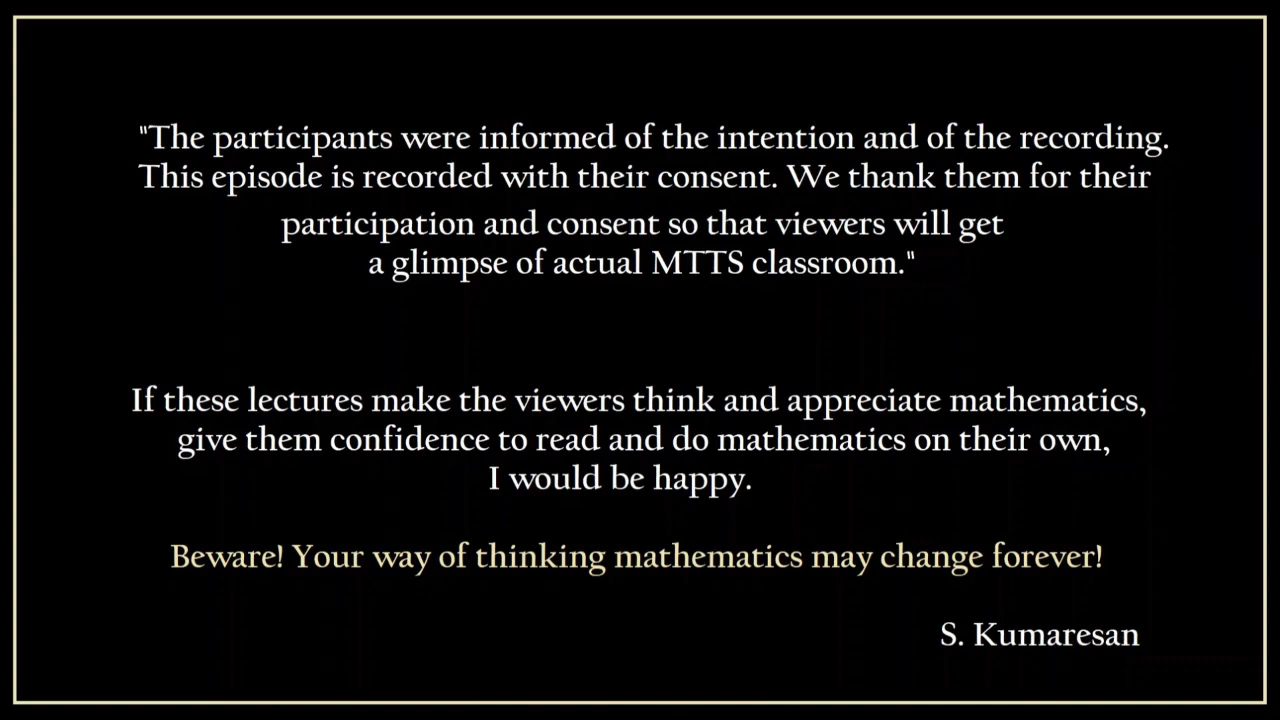 "The participants were informed of the intention and of the recording.
This episode is recorded with their consent. We thank them for their
participation and consent so that viewers will get
a glimpse of actual MTTS classroom."
If these lectures make the viewers think and appreciate mathematics,
give them confidence to read and do mathematics on their own,
I would be happy.
Beware! Your way of thinking mathematics may change forever!
S. Kumaresan